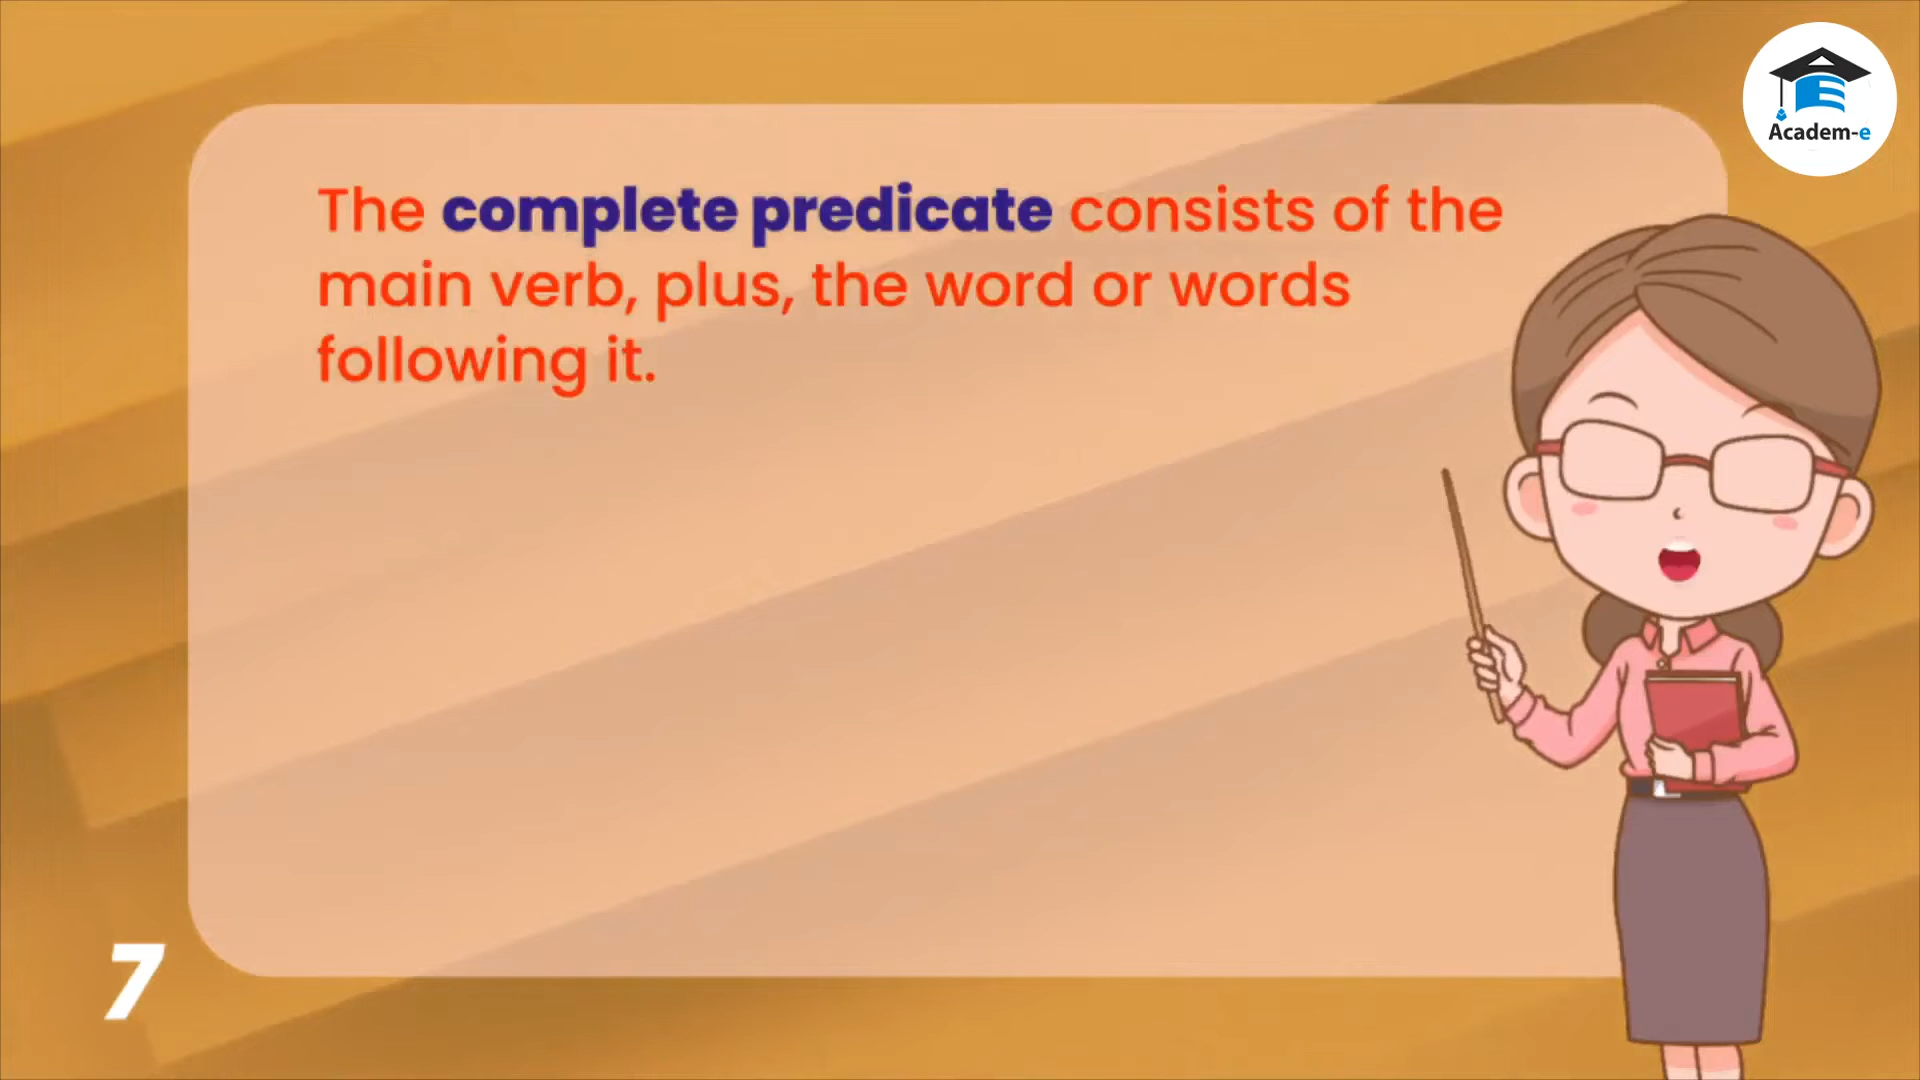 Academ-e
The complete predicate consists of the
main verb, plus, the word or words
following it.
7